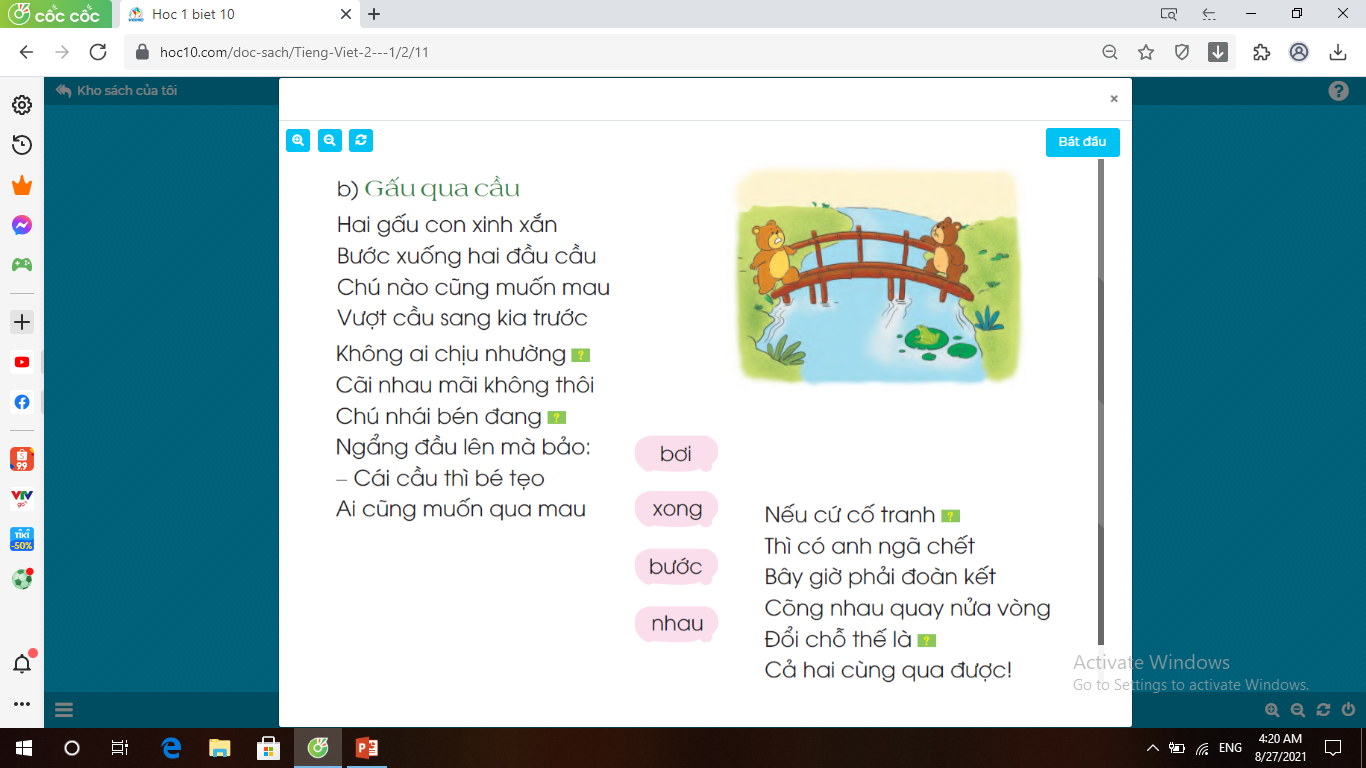 cốc cốc
Hoc 1 biet 10
hoc10.com/doc-sach/Tieng-Viet-2---1/2/11
Kho sách của tôi
Bắt đầu
b) Gấu qua cầu
Hai gấu con xinh xắn
Bước xuống hai đầu cầu
Chú nào cũng muốn mau
Vượt cầu sang kia trước
Không ai chịu nhường ?
Cãi nhau mãi không thôi
Chú nhái bén đang ?
Ngẩng đầu lên mà bảo:
– Cái cầu thì bé tẹo
Ai cũng muốn qua mau
bơi
xong
bước
nhau
Nếu cứ cố tranh ?
Thì có anh ngã chết
Bây giờ phải đoàn kết
Cõng nhau quay nửa vòng
Đổi chỗ thế là ?
Cả hai cùng qua được!
Activate Windows
Go to Settings to activate Windows.
99
VTV
go
TIKI
-50%
ENG
4:20 AM
8/27/2021